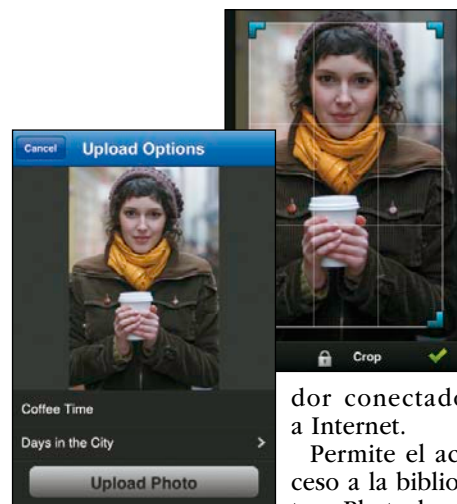 Cancel Upload Options
Coffee Time
Days in the City
Upload Photo
Crop
dor conectado
a Internet.
Permite el ac
ceso a la biblio